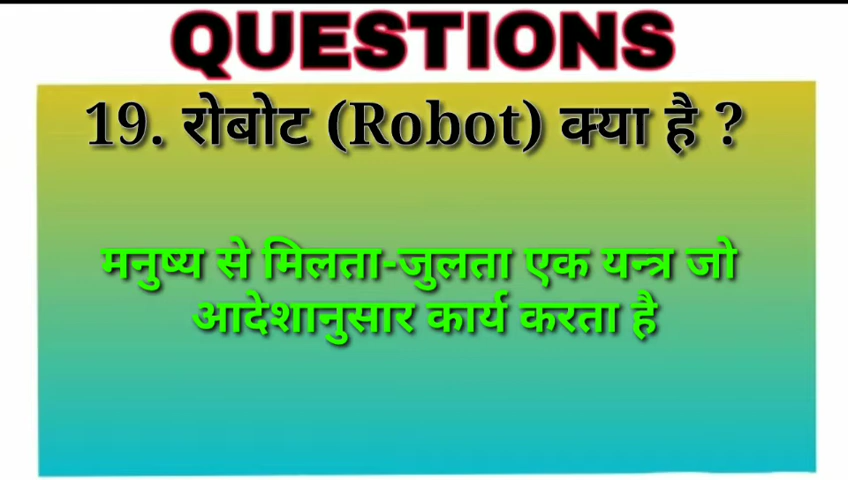 QUESTIONS
19. रोबोट (Robot) क्या है ?
मनुष्य से मिलता-जुलता एक यन्त्र जो
आदेशानुसार कार्य करता है